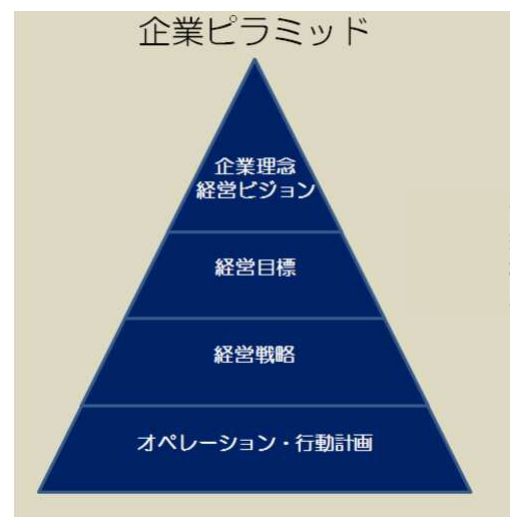 企業ピラミッド
企業理念
経営ビジョン
経営目標
経営戦略
オペレーション・行動計画